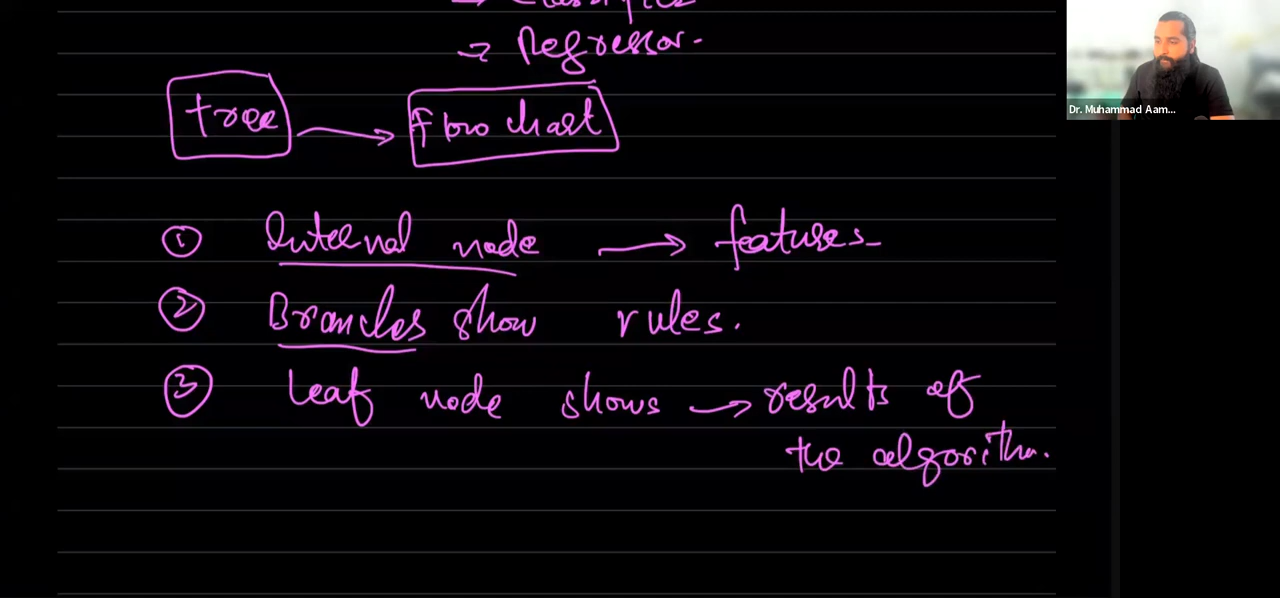 → Classifier
→ Regressor.
tree → flow chart
① Internal node → features
② Branches show rules.
③ leaf node shows → results of
the algorithm.
Dr. Muhammad Aam...